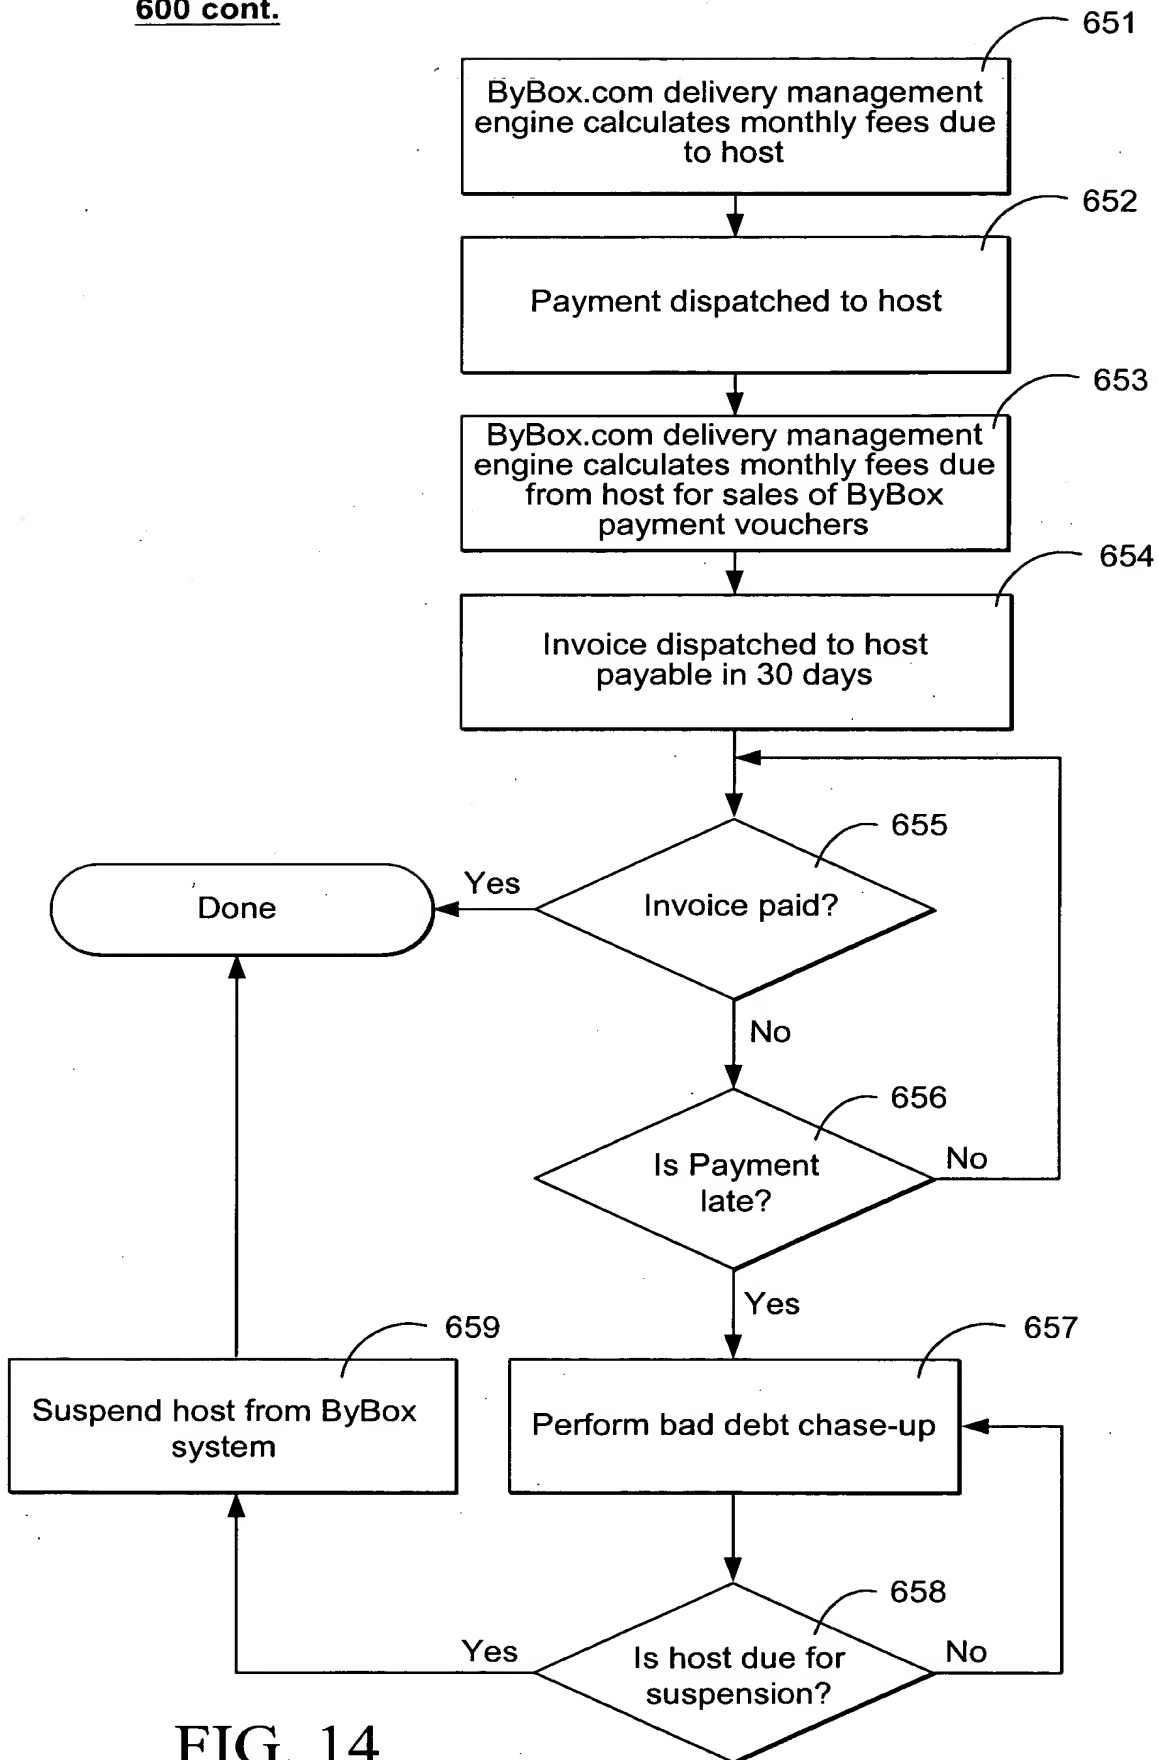 600 cont.
651
ByBox.com delivery management
engine calculates monthly fees due
to host
652
Payment dispatched to host
653
ByBox.com delivery management
engine calculates monthly fees due
from host for sales of ByBox
payment vouchers
654
Invoice dispatched to host
payable in 30 days
655
Invoice paid?
Yes
Done
No
656
Is Payment
late?
No
Yes
657
Perform bad debt chase-up
659
Suspend host from ByBox
system
658
Is host due for
suspension?
Yes
No
FIG. 14